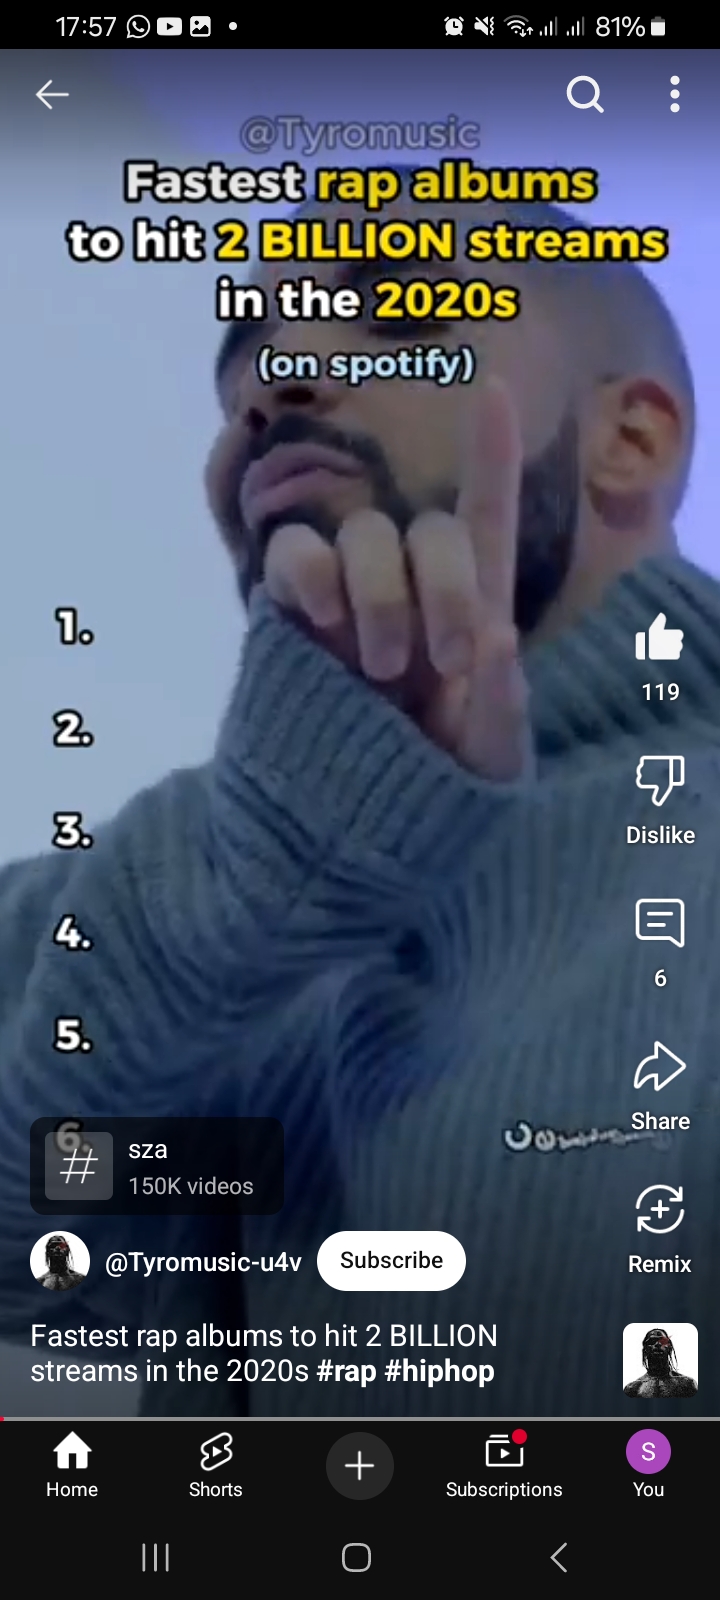 17:57
81%
@Tyromusic
Fastest rap albums
to hit 2 BILLION streams
in the 2020s
(on spotify)
1.
2.
3.
4.
5.
6.
119
Dislike
6
Share
Remix
#
sza
150K videos
@Tyromusic-u4v
Subscribe
Fastest rap albums to hit 2 BILLION
streams in the 2020s #rap #hiphop
Home
Shorts
Subscriptions
S
You